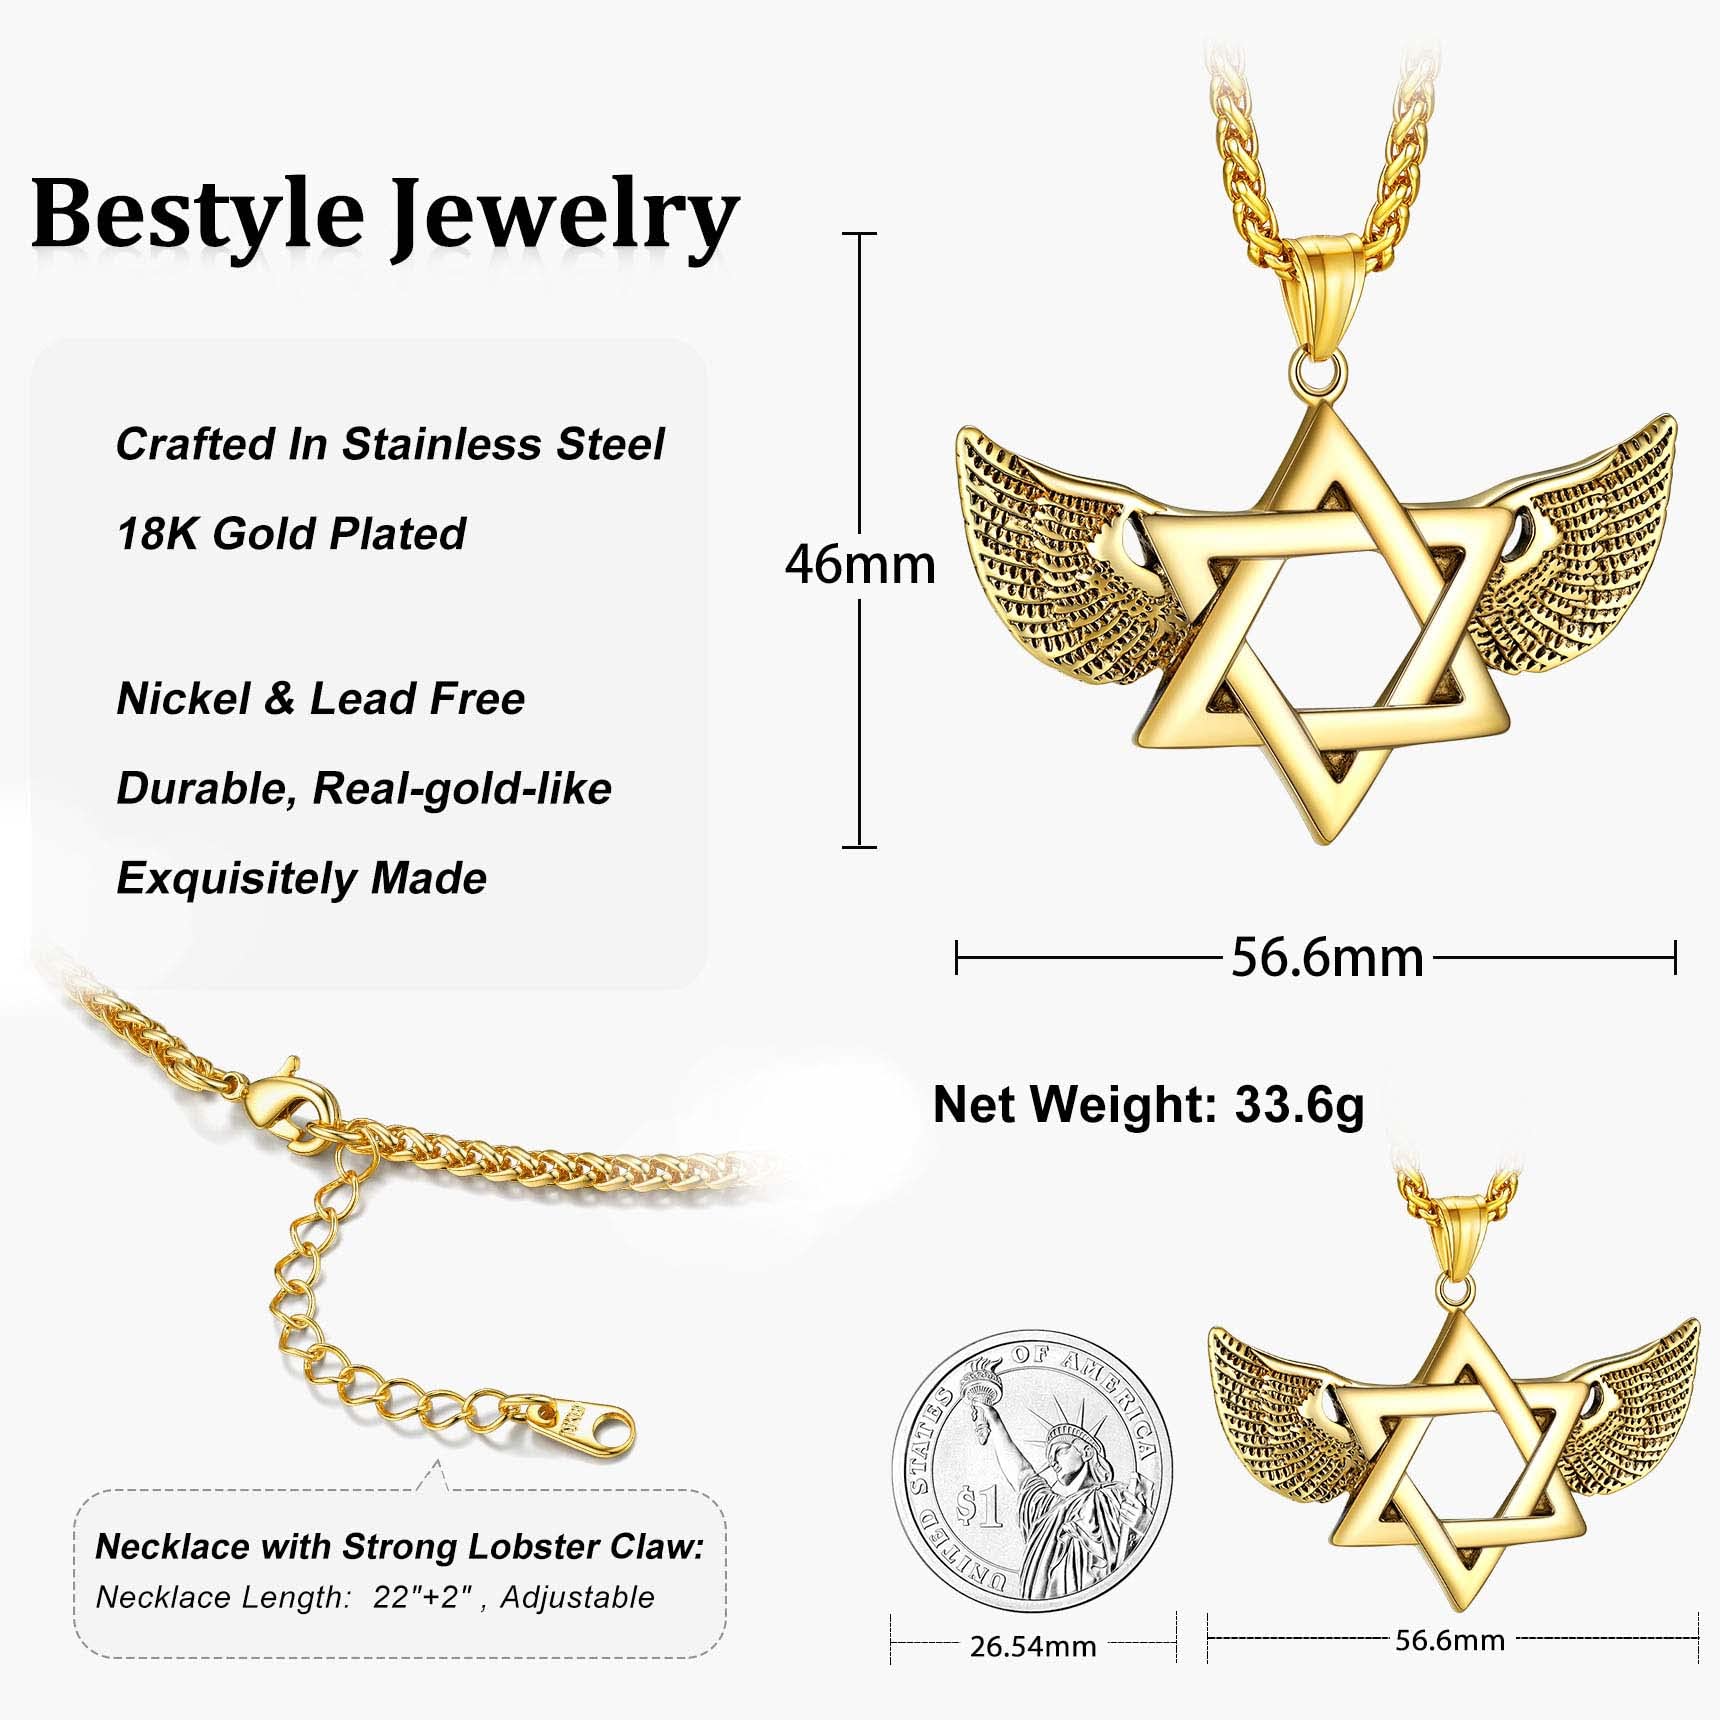 Bestyle Jewelry
Crafted In Stainless Steel
18K Gold Plated
Nickel & Lead Free
Durable, Real-gold-like
Exquisitely Made
46mm
56.6mm
Net Weight: 33.6g
Necklace with Strong Lobster Claw:
Necklace Length: 22"+2" , Adjustable
UNITED STATES OF AMERICA
$1
26.54mm
56.6mm